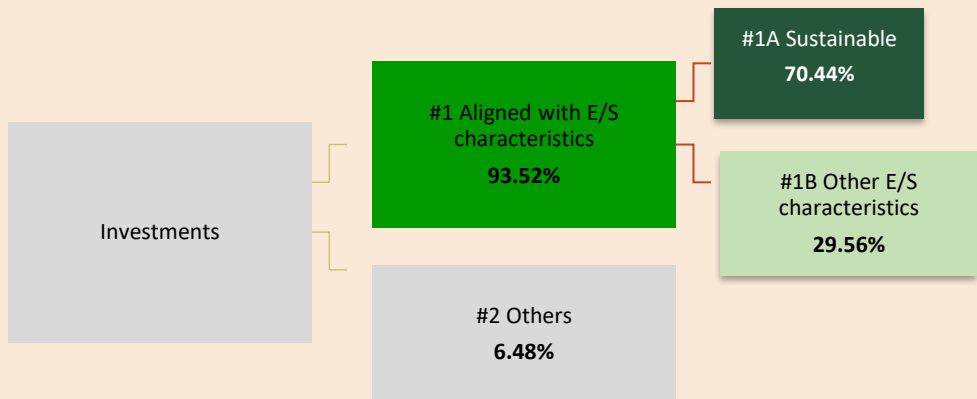 #1A Sustainable
70.44%
#1 Aligned with E/S
characteristics
93.52%
#1B Other E/S
characteristics
29.56%
Investments
#2 Others
6.48%